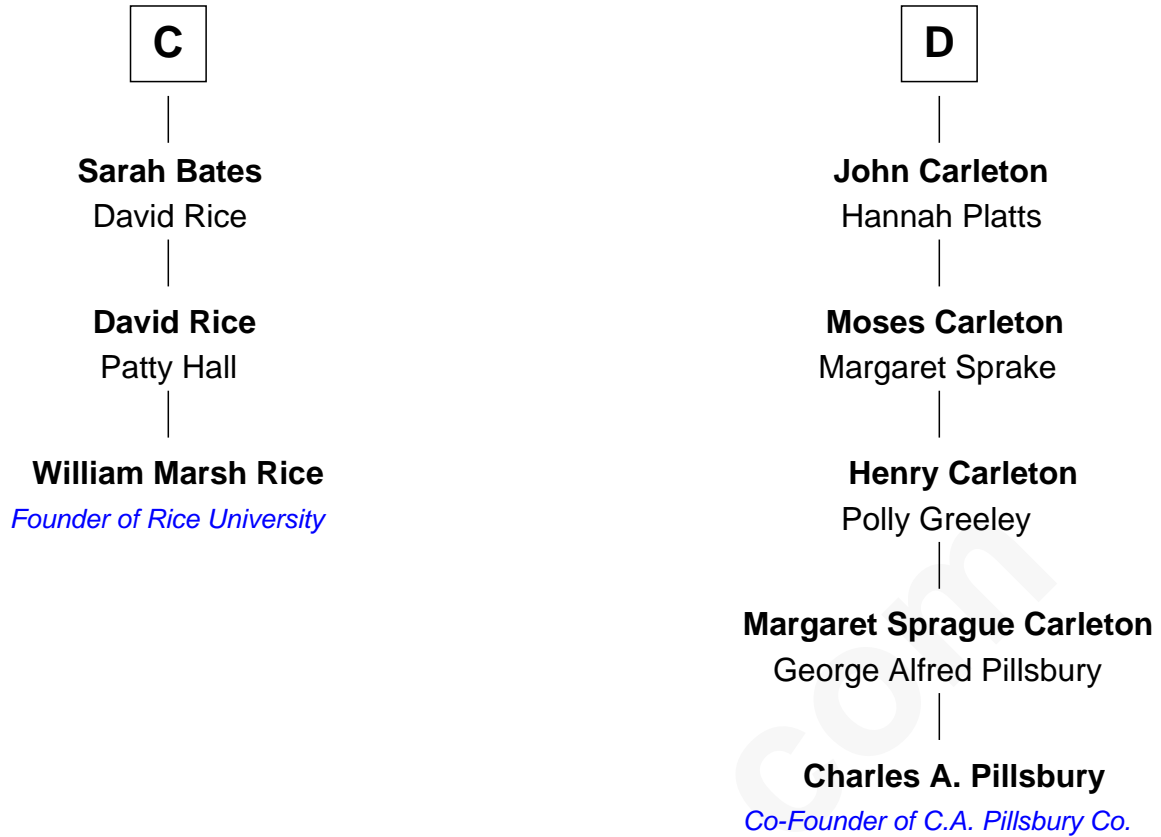 C
Sarah Bates
David Rice
David Rice
Patty Hall
William Marsh Rice
Founder of Rice University
D
John Carleton
Hannah Platts
Moses Carleton
Margaret Sprake
Henry Carleton
Polly Greeley
Margaret Sprague Carleton
George Alfred Pillsbury
Charles A. Pillsbury
Co-Founder of C.A. Pillsbury Co.
com